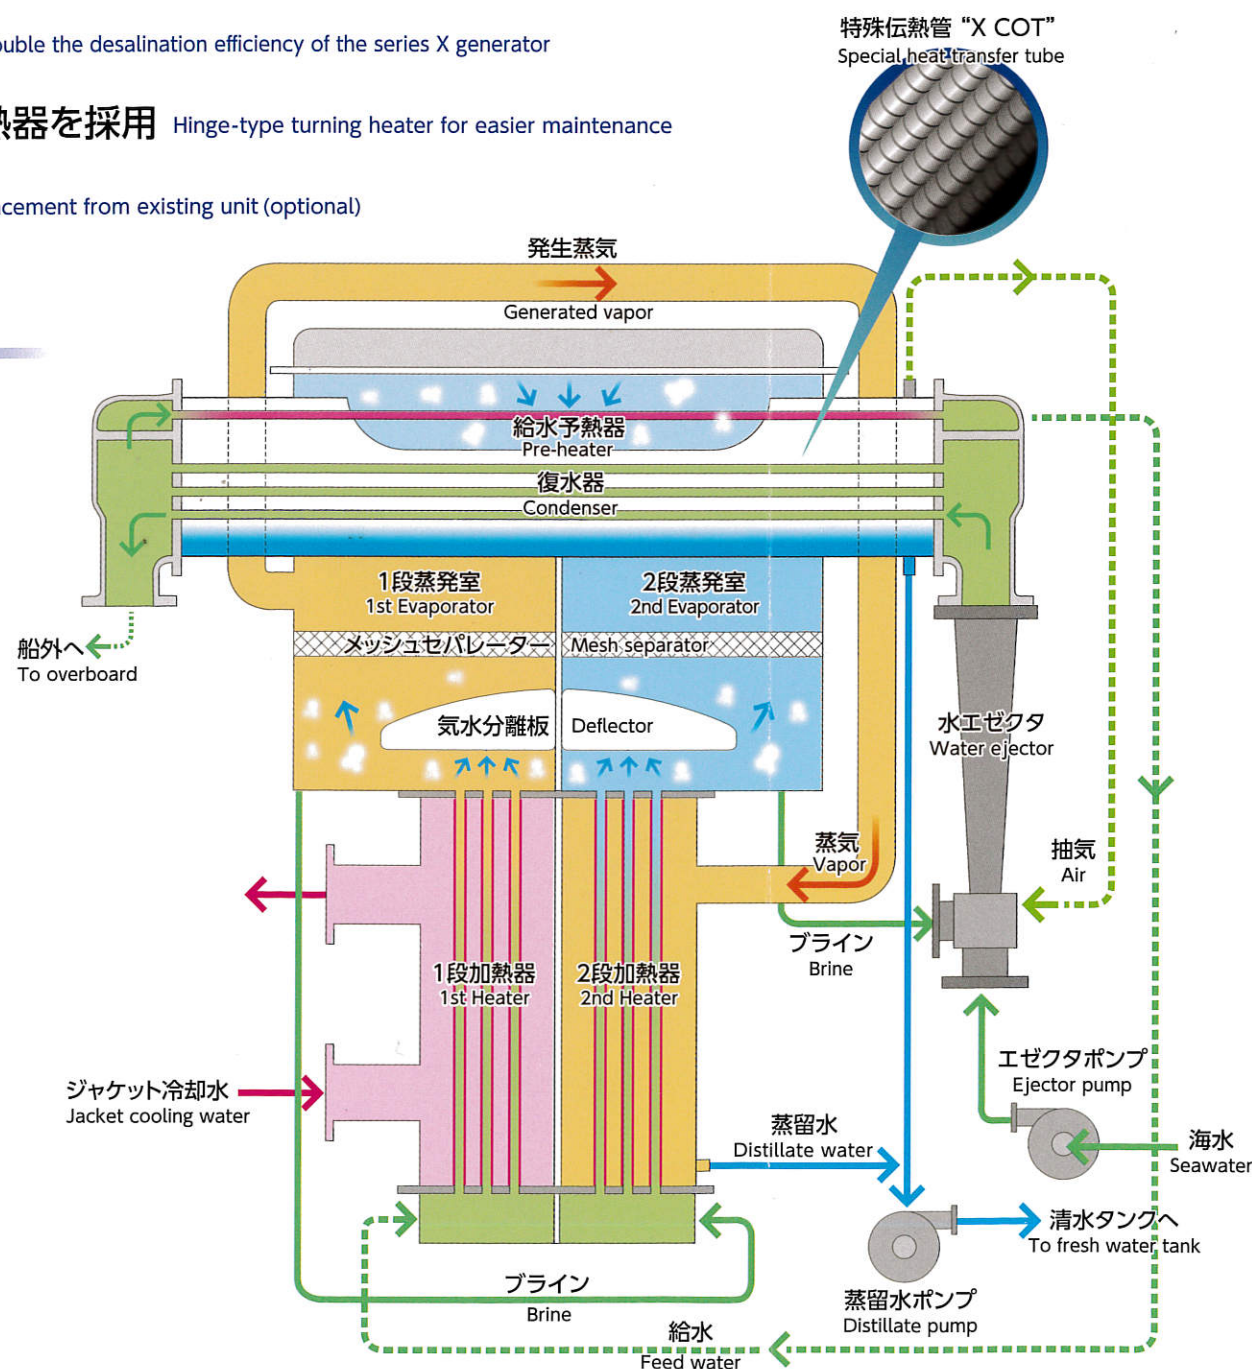 特殊伝熱管 “X COT”
Special heat transfer tube
ouble the desalination efficiency of the series X generator
熱器を採用 Hinge-type turning heater for easier maintenance
acement from existing unit (optional)
発生蒸気
Generated vapor
給水予熱器
Pre-heater
復水器
Condenser
1段蒸発室
1st Evaporator
2段蒸発室
2nd Evaporator
船外へ
To overboard
メッシュセパレーター Mesh separator
気水分離板 Deflector
水エゼクタ
Water ejector
蒸気
Vapor
抽気
Air
ブライン
Brine
1段加熱器
1st Heater
2段加熱器
2nd Heater
エゼクタポンプ
Ejector pump
ジャケット冷却水
Jacket cooling water
蒸留水
Distillate water
海水
Seawater
清水タンクへ
To fresh water tank
ブライン
Brine
蒸留水ポンプ
Distillate pump
給水
Feed water